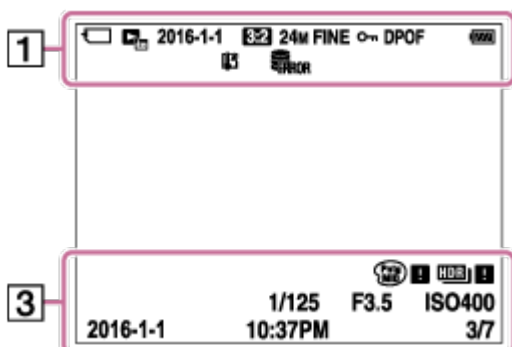 1
2016-1-1 3:2 24M FINE DPOF
ERROR
3
HDR ! !
1/125 F3.5 ISO400
2016-1-1 10:37PM 3/7